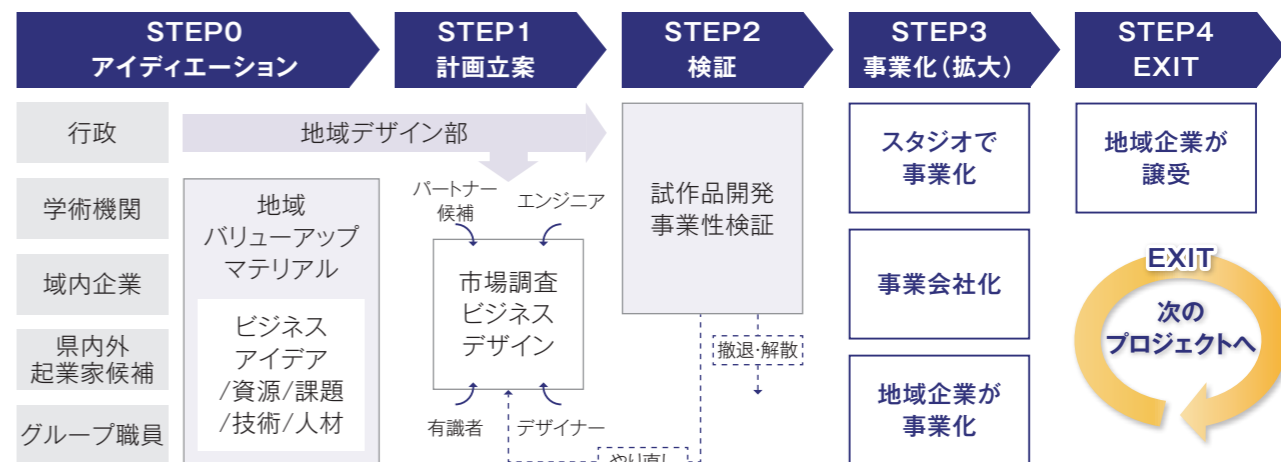 STEP0
アイディエーション
STEP1
計画立案
STEP2
検証
STEP3
事業化（拡大）
STEP4
EXIT
行政
学術機関
域内企業
県内外
起業家候補
グループ職員
地域デザイン部
地域
バリューアップ
マテリアル
ビジネス
アイデア
/資源/課題
/技術/人材
パートナー
候補
エンジニア
市場調査
ビジネス
デザイン
有識者
デザイナー
試作品開発
事業性検証
撤退・解散
やり直し
スタジオで
事業化
事業会社化
地域企業が
事業化
地域企業が
譲受
EXIT
次の
プロジェクトへ